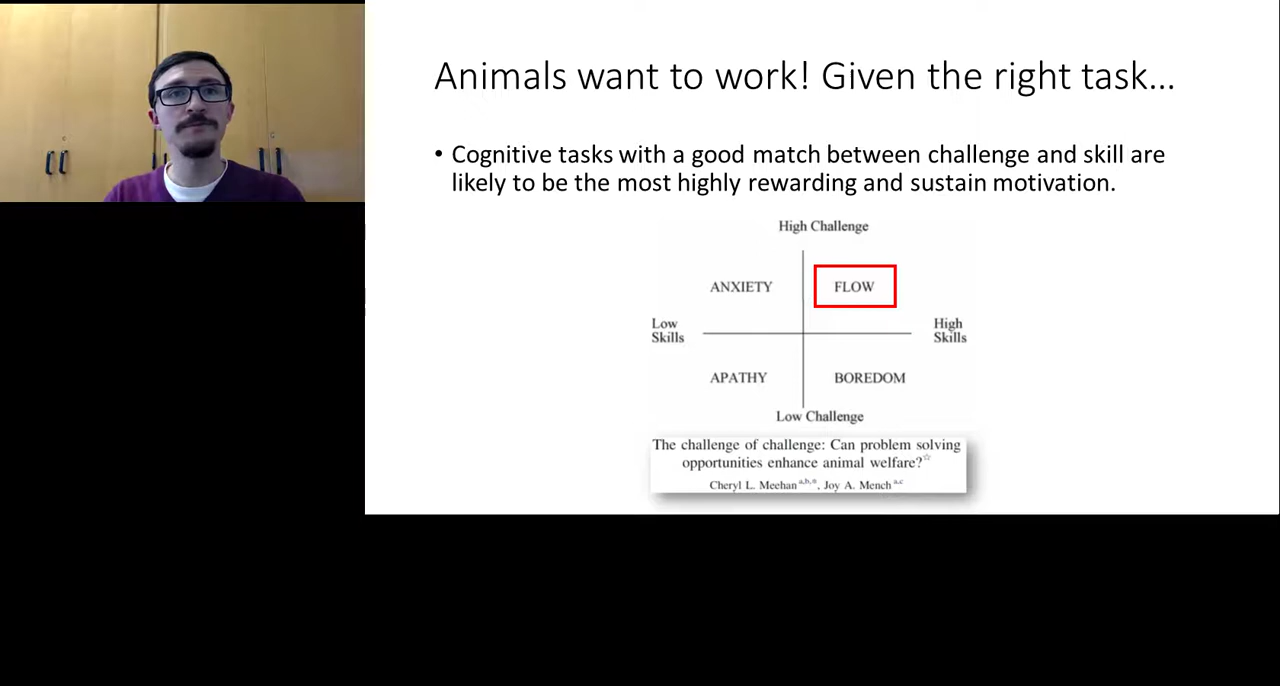 Animals want to work! Given the right task...
• Cognitive tasks with a good match between challenge and skill are
likely to be the most highly rewarding and sustain motivation.
High Challenge
ANXIETY
FLOW
Low
Skills
High
Skills
APATHY
BOREDOM
Low Challenge
The challenge of challenge: Can problem solving
opportunities enhance animal welfare?☆
Cheryl L. Meehan a,b,*, Joy A. Mench a,c